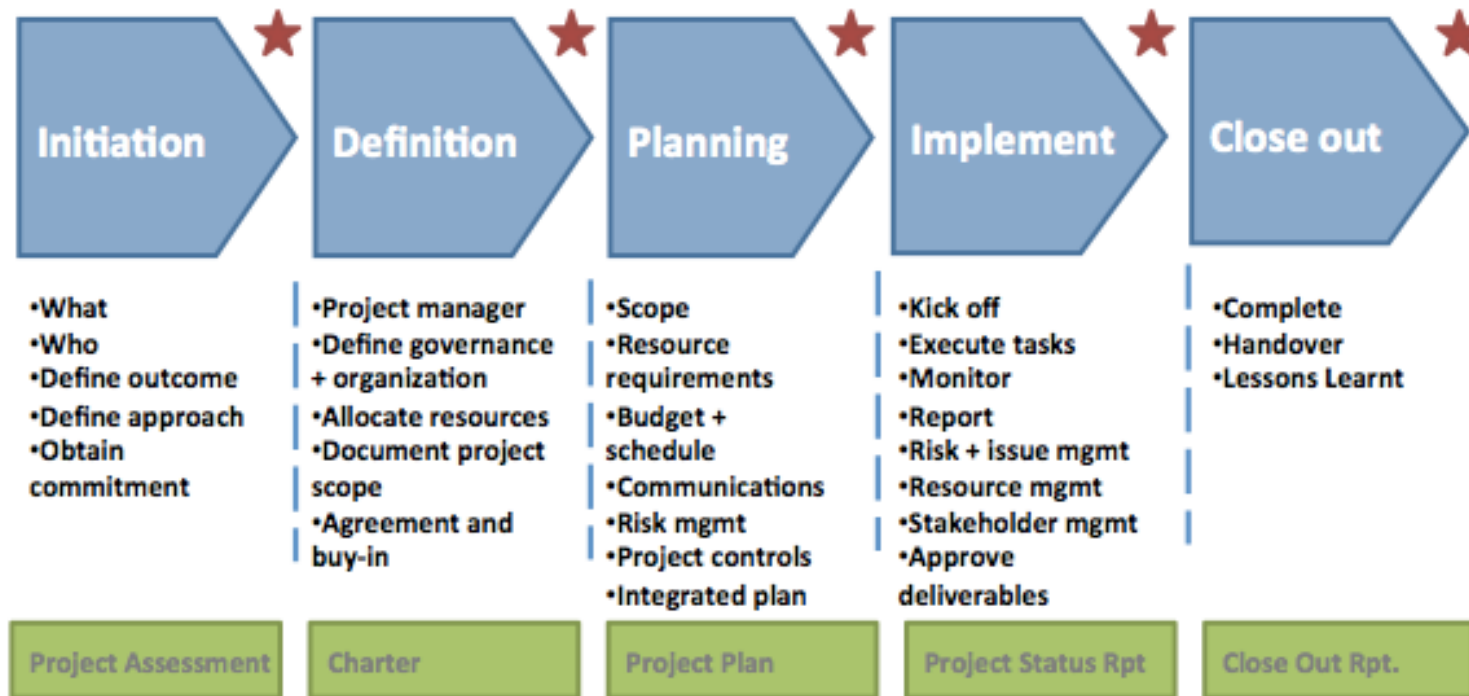 Initiation
Definition
Planning
Implement
Close out
•What
•Who
•Define outcome
•Define approach
•Obtain
commitment
•Project manager
•Define governance
+ organization
•Allocate resources
•Document project
scope
•Agreement and
buy-in
•Scope
•Resource
requirements
•Budget +
schedule
•Communications
•Risk mgmt
•Project controls
•Integrated plan
•Kick off
•Execute tasks
•Monitor
•Report
•Risk + issue mgmt
•Resource mgmt
•Stakeholder mgmt
•Approve
deliverables
•Complete
•Handover
•Lessons Learnt
Project Assessment
Charter
Project Plan
Project Status Rpt
Close Out Rpt.